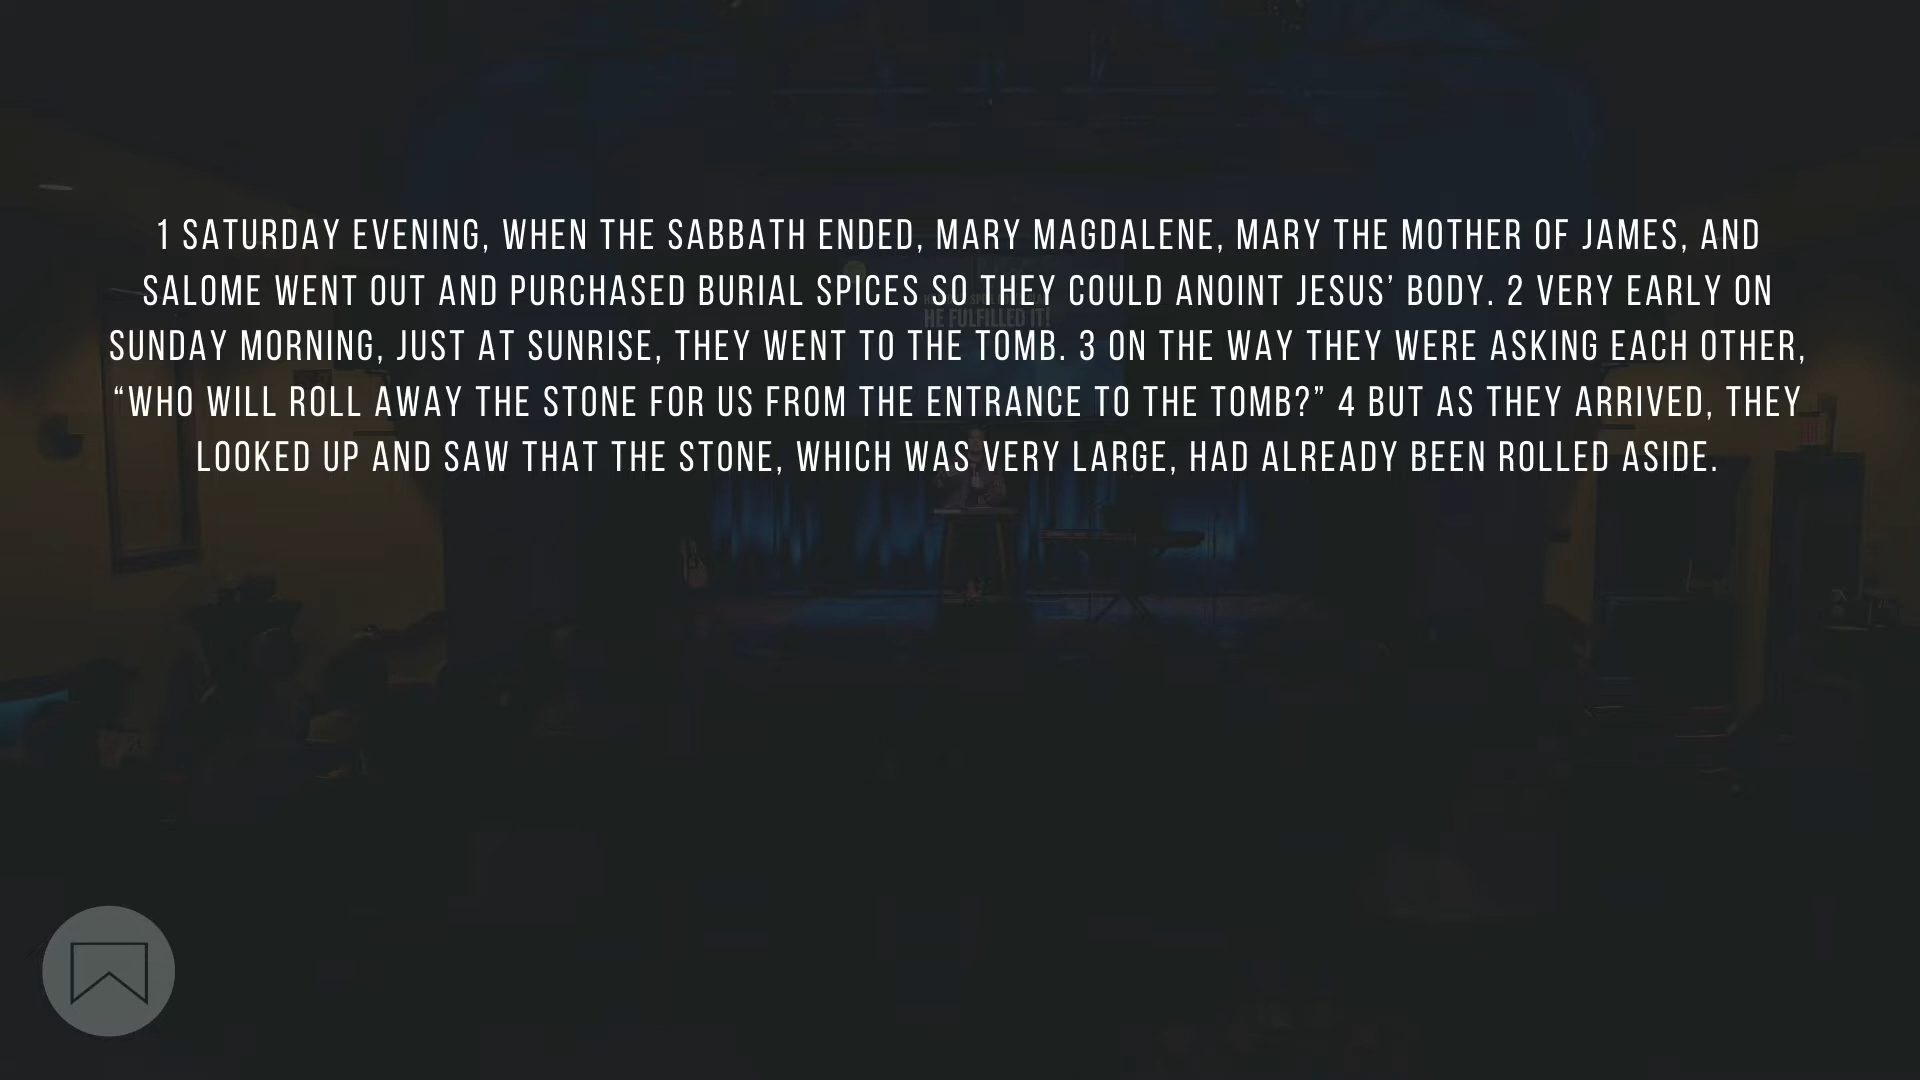 1 SATURDAY EVENING, WHEN THE SABBATH ENDED, MARY MAGDALENE, MARY THE MOTHER OF JAMES, AND
SALOME WENT OUT AND PURCHASED BURIAL SPICES SO THEY COULD ANOINT JESUS’ BODY. 2 VERY EARLY ON
SUNDAY MORNING, JUST AT SUNRISE, THEY WENT TO THE TOMB. 3 ON THE WAY THEY WERE ASKING EACH OTHER,
“WHO WILL ROLL AWAY THE STONE FOR US FROM THE ENTRANCE TO THE TOMB?” 4 BUT AS THEY ARRIVED, THEY
LOOKED UP AND SAW THAT THE STONE, WHICH WAS VERY LARGE, HAD ALREADY BEEN ROLLED ASIDE.
HE FULFILLED IT!